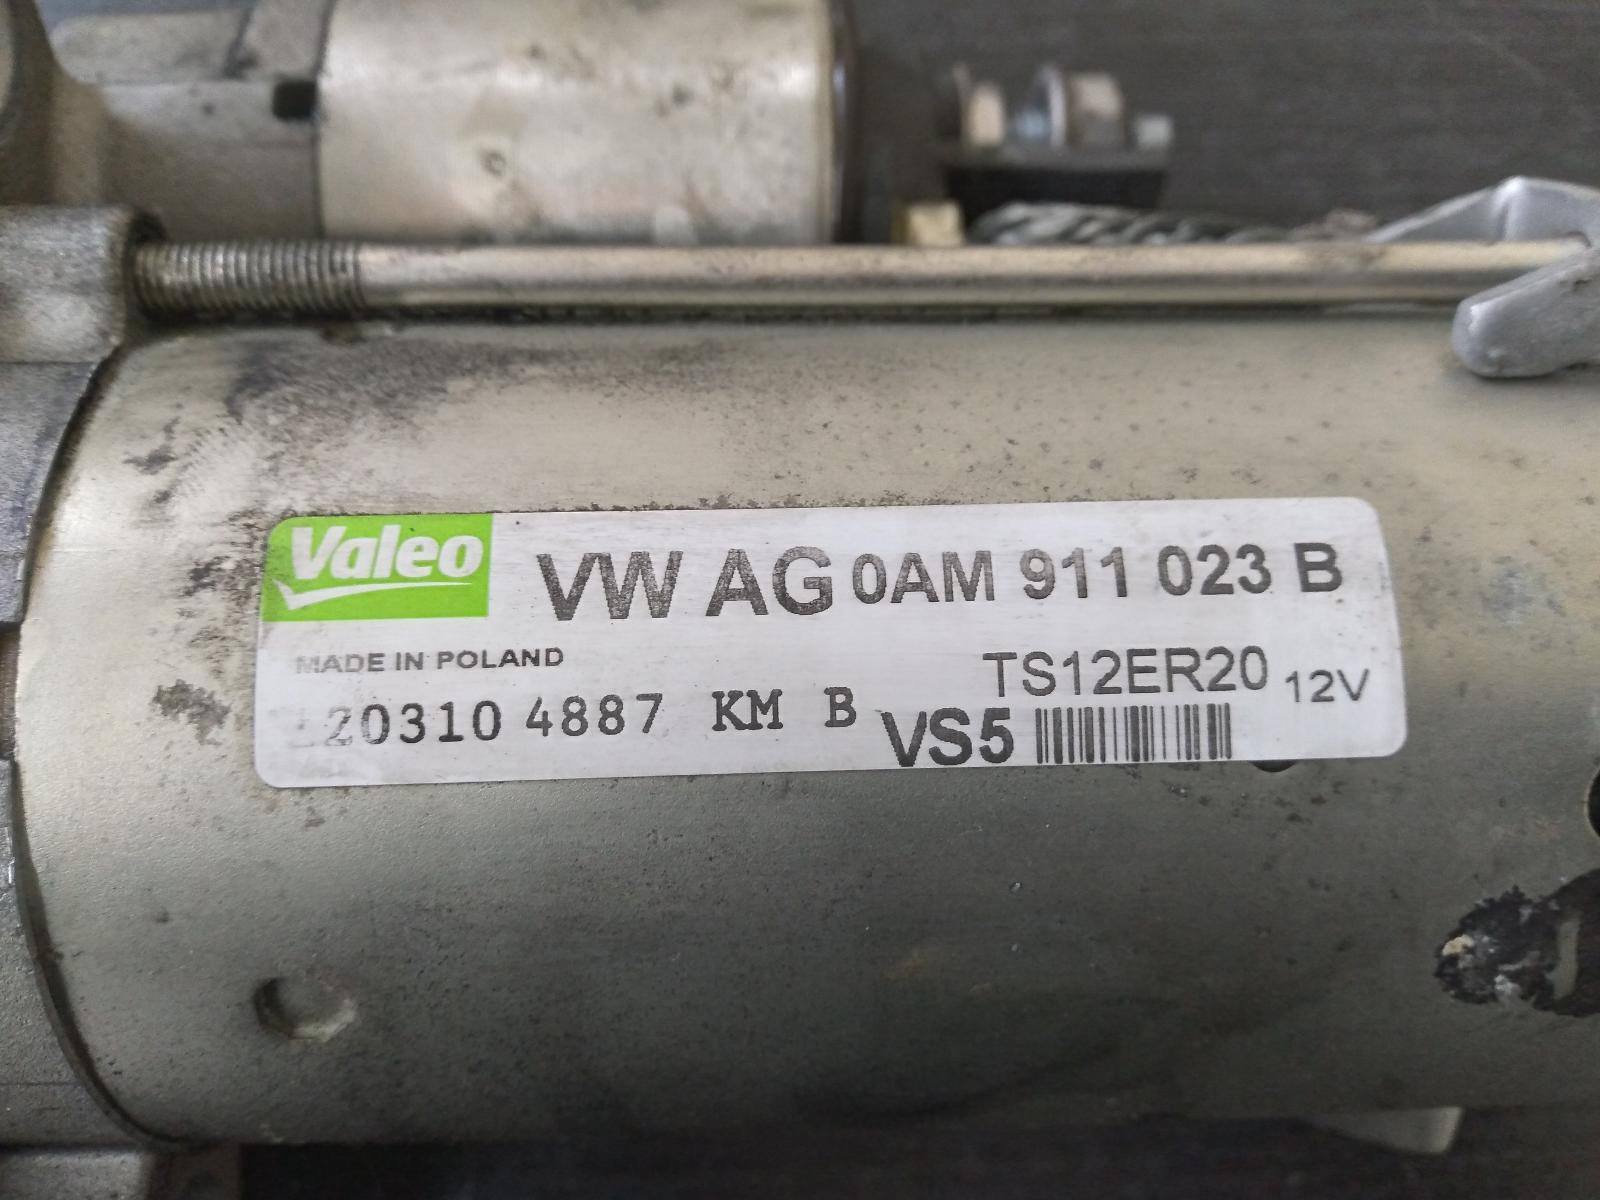 Valeo
VW AG 0AM 911 023 B
MADE IN POLAND
TS12ER20 12V
20310 4887 KM B
VS5